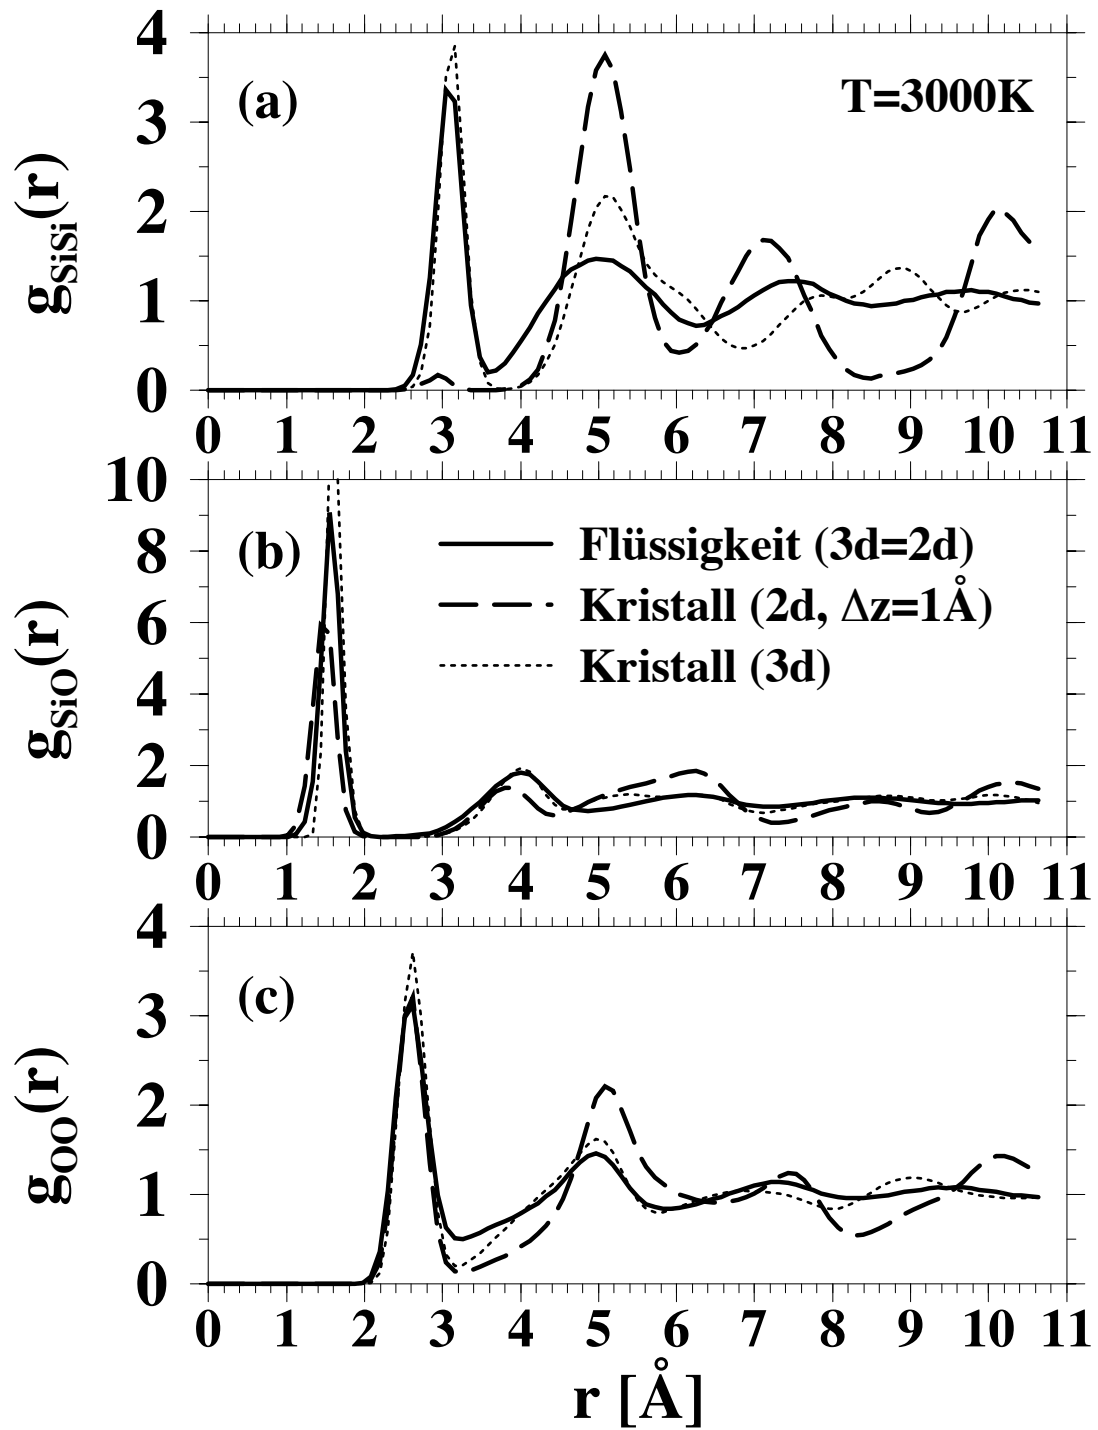 4
3
2
1
0
g_SiSi(r)
(a)
T=3000K
0 1 2 3 4 5 6 7 8 9 10 11
10
8
6
4
2
0
g_SiO(r)
(b)
Flüssigkeit (3d=2d)
Kristall (2d, Δz=1Å)
Kristall (3d)
0 1 2 3 4 5 6 7 8 9 10 11
4
3
2
1
0
g_OO(r)
(c)
0 1 2 3 4 5 6 7 8 9 10 11
r [Å]